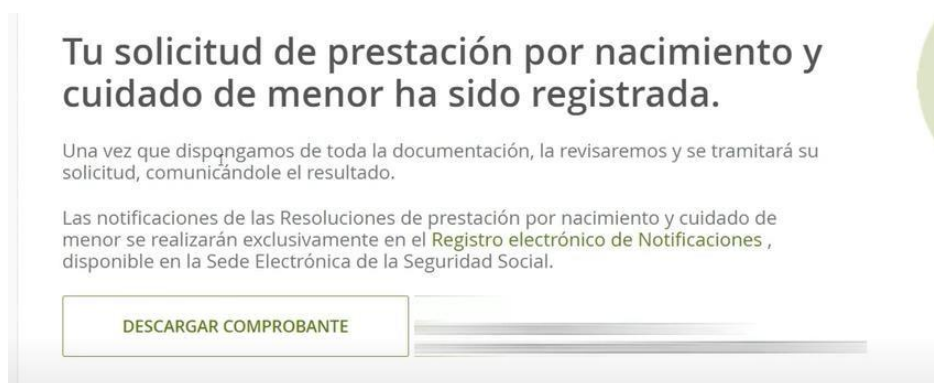 Tu solicitud de prestación por nacimiento y
cuidado de menor ha sido registrada.
Una vez que dispongamos de toda la documentación, la revisaremos y se tramitará su
solicitud, comunicándole el resultado.
Las notificaciones de las Resoluciones de prestación por nacimiento y cuidado de
menor se realizarán exclusivamente en el Registro electrónico de Notificaciones ,
disponible en la Sede Electrónica de la Seguridad Social.
DESCARGAR COMPROBANTE